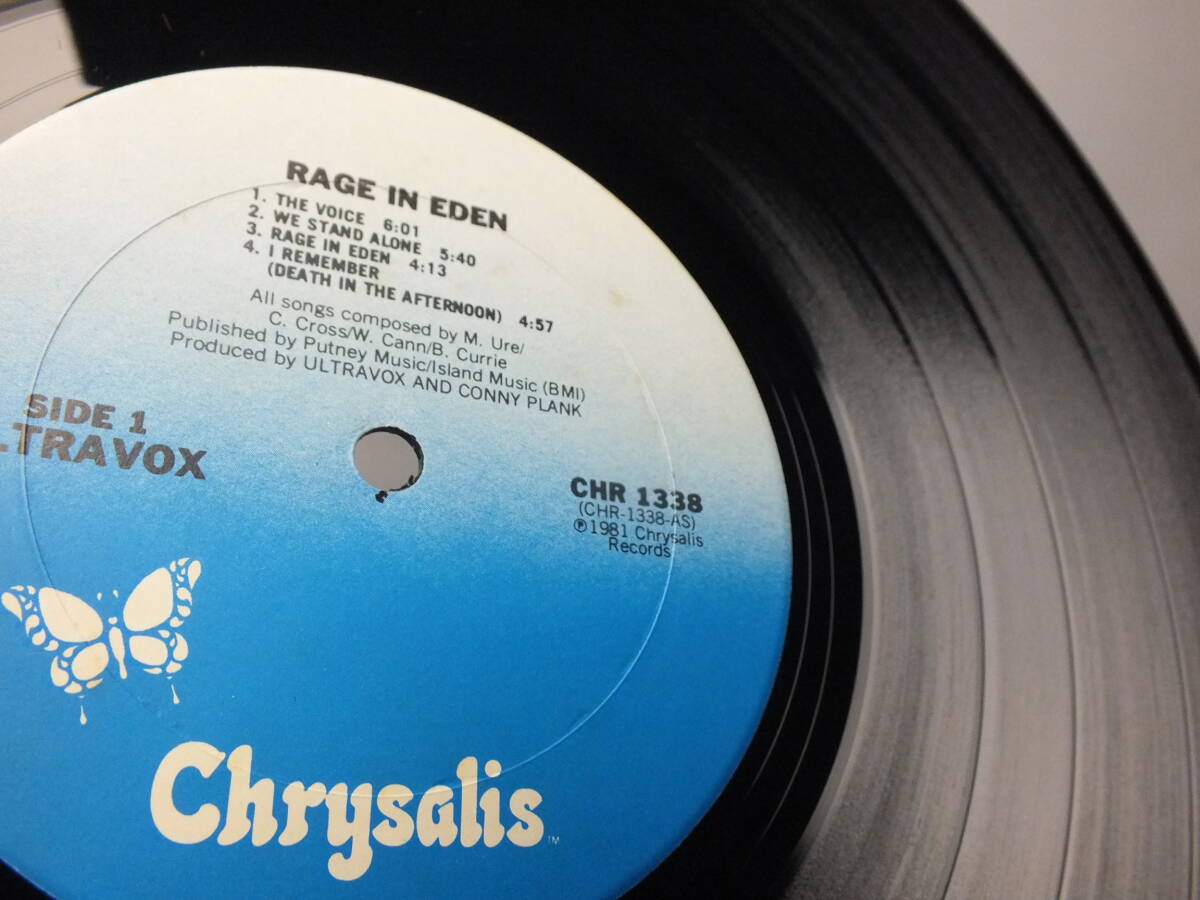 RAGE IN EDEN
1. THE VOICE 6:01
2. WE STAND ALONE 5:40
3. RAGE IN EDEN 4:13
4. I REMEMBER
(DEATH IN THE AFTERNOON) 4:57
All songs composed by M. Ure/
C. Cross/W. Cann/B. Currie
Published by Putney Music/Island Music (BMI)
Produced by ULTRAVOX AND CONNY PLANK
SIDE 1
LTRAVOX
CHR 1338
(CHR-1338-AS)
℗1981 Chrysalis
Records
Chrysalis™